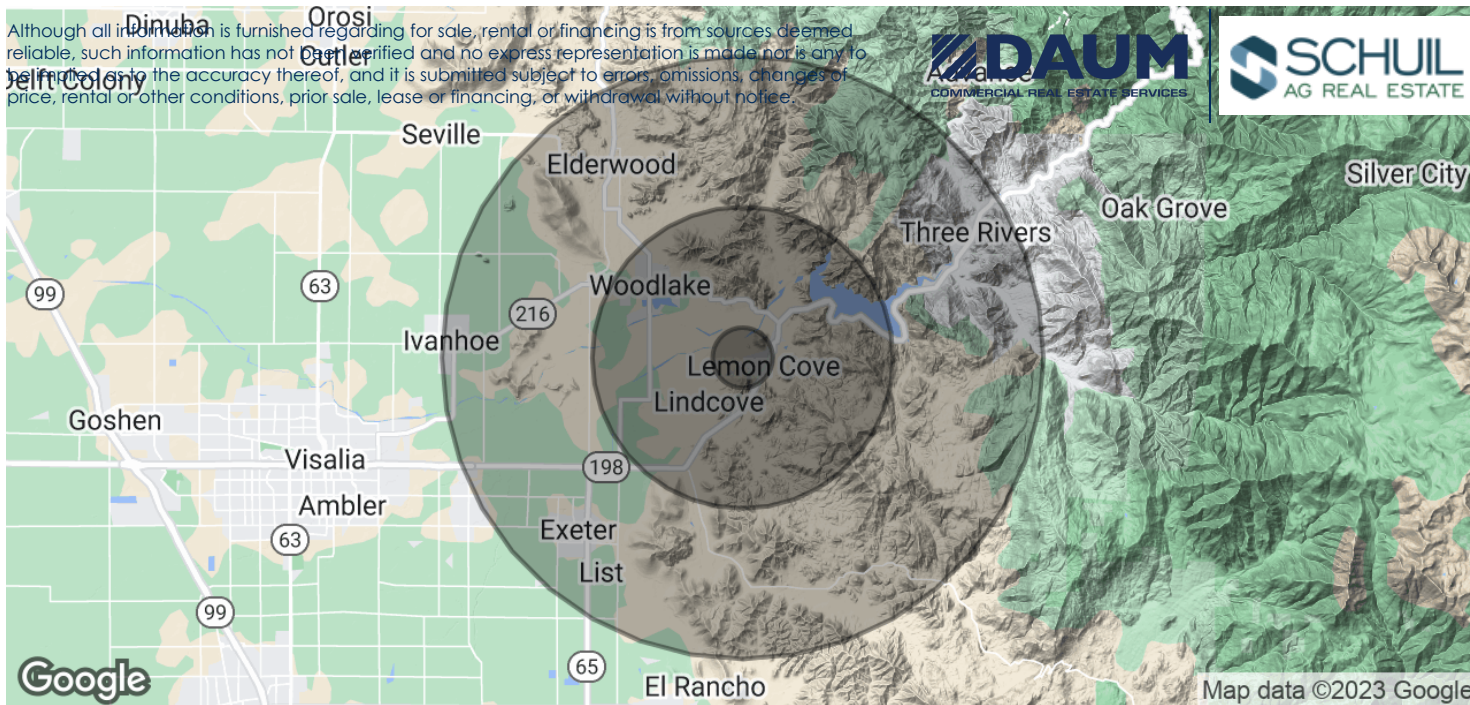 Although all information is furnished regarding for sale, rental or financing is from sources deemed
reliable, such information has not been verified and no express representation is made nor is any to
be implied as to the accuracy thereof, and it is submitted subject to errors, omissions, changes of
price, rental or other conditions, prior sale, lease or financing, or withdrawal without notice.
DAUM
COMMERCIAL REAL ESTATE SERVICES
SCHUIL
AG REAL ESTATE
Dinuba
Orosi
Cutler
Delft Colony
Advance
Seville
Elderwood
Silver City
Oak Grove
Three Rivers
99
63
Woodlake
216
Ivanhoe
Lemon Cove
Lindcove
Goshen
Visalia
198
Ambler
Exeter
63
List
99
65
El Rancho
Google
Map data ©2023 Google